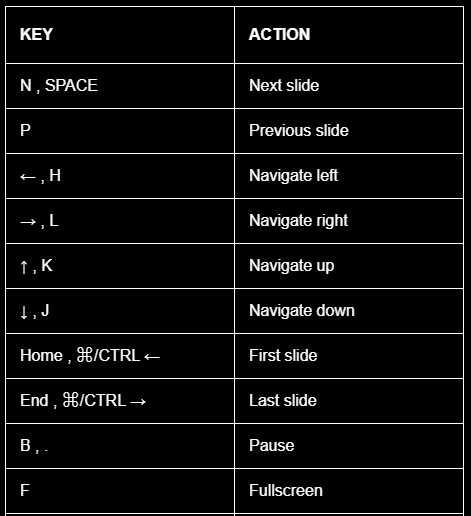 KEY ACTION
N , SPACE Next slide
P Previous slide
← , H Navigate left
→ , L Navigate right
↑ , K Navigate up
↓ , J Navigate down
Home , ⌘/CTRL ← First slide
End , ⌘/CTRL → Last slide
B , . Pause
F Fullscreen